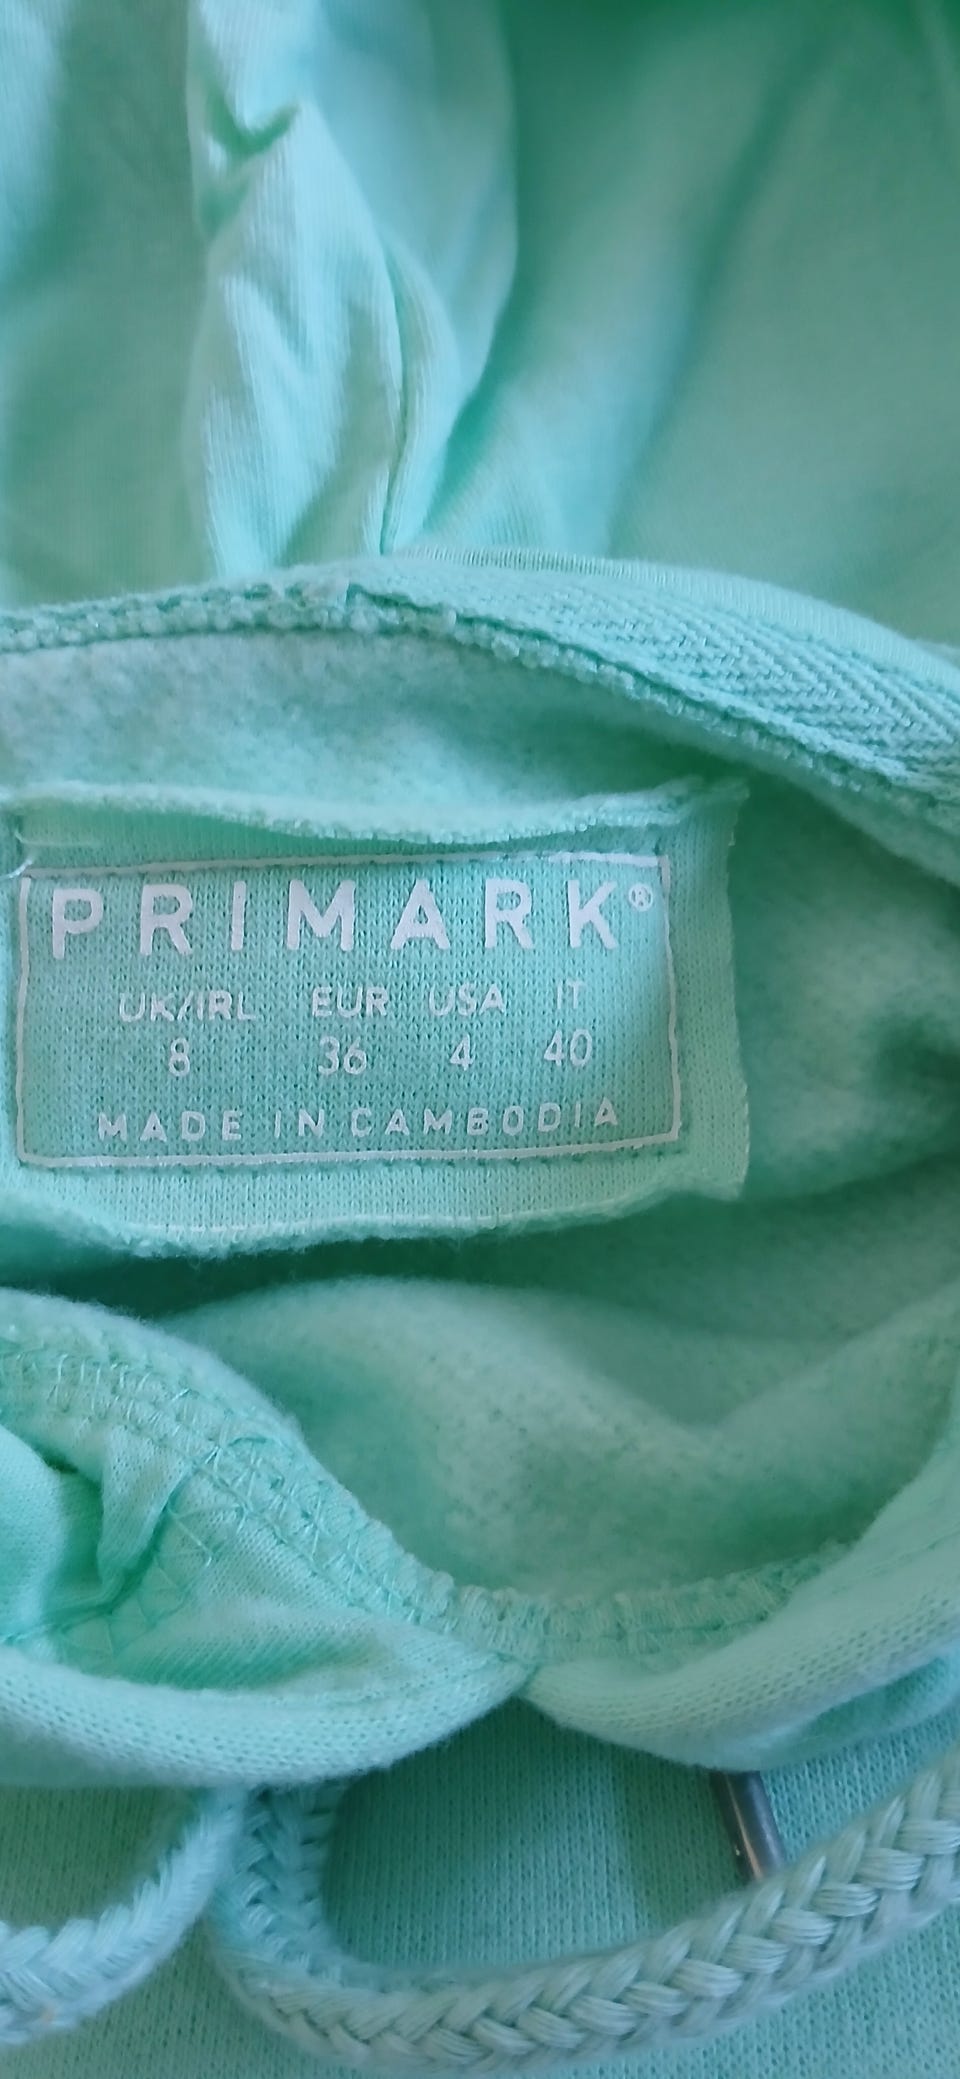 PRIMARK®
UK/IRL EUR USA IT
8 36 4 40
MADE IN CAMBODIA